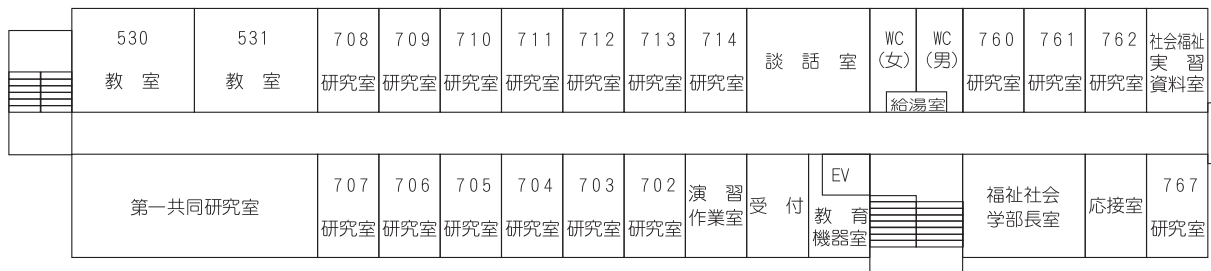 530
教 室
531
教 室
708
研究室
709
研究室
710
研究室
711
研究室
712
研究室
713
研究室
714
研究室
談 話 室
WC
(女)
WC
(男)
給湯室
760
研究室
761
研究室
762
研究室
社会福祉
実 習
資料室
第一共同研究室
707
研究室
706
研究室
705
研究室
704
研究室
703
研究室
702
研究室
演 習
作業室
受 付
EV
教 育
機器室
福祉社会
学部長室
応接室
767
研究室